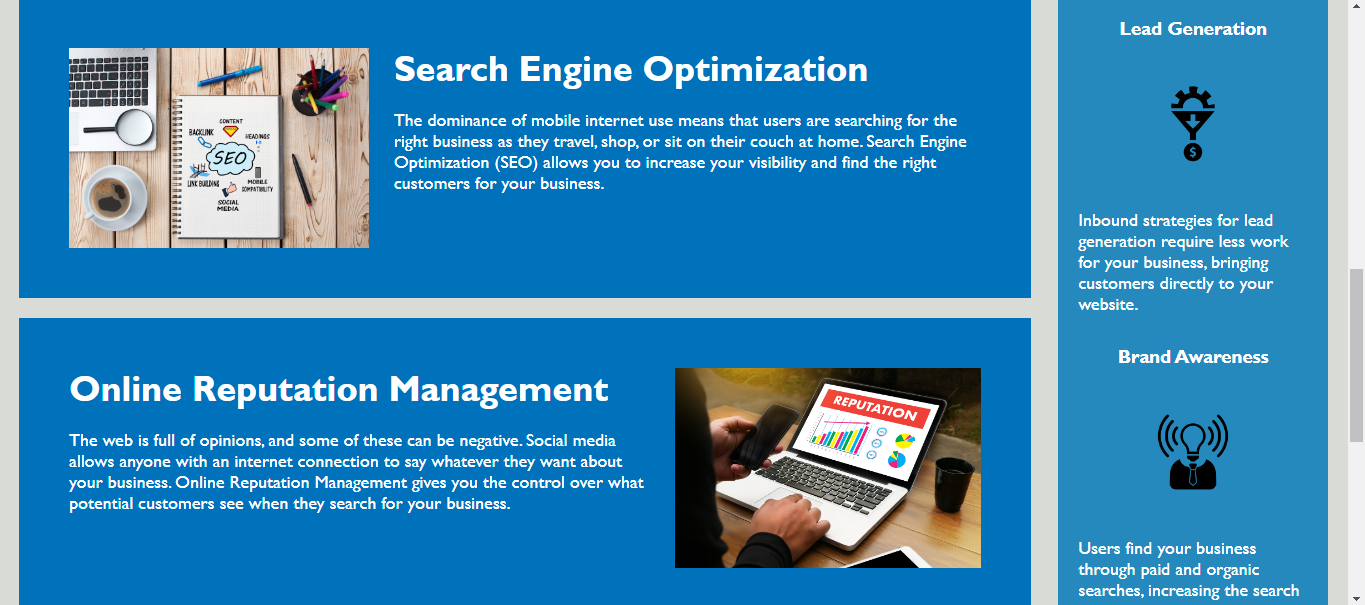 Search Engine Optimization
The dominance of mobile internet use means that users are searching for the
right business as they travel, shop, or sit on their couch at home. Search Engine
Optimization (SEO) allows you to increase your visibility and find the right
customers for your business.
CONTENT
BACKLINK
HEADINGS
SEO
LINK BUILDING
MOBILE
COMPATIBILITY
SOCIAL
MEDIA
Online Reputation Management
The web is full of opinions, and some of these can be negative. Social media
allows anyone with an internet connection to say whatever they want about
your business. Online Reputation Management gives you the control over what
potential customers see when they search for your business.
REPUTATION
Lead Generation
$
Inbound strategies for lead
generation require less work
for your business, bringing
customers directly to your
website.
Brand Awareness
Users find your business
through paid and organic
searches, increasing the search